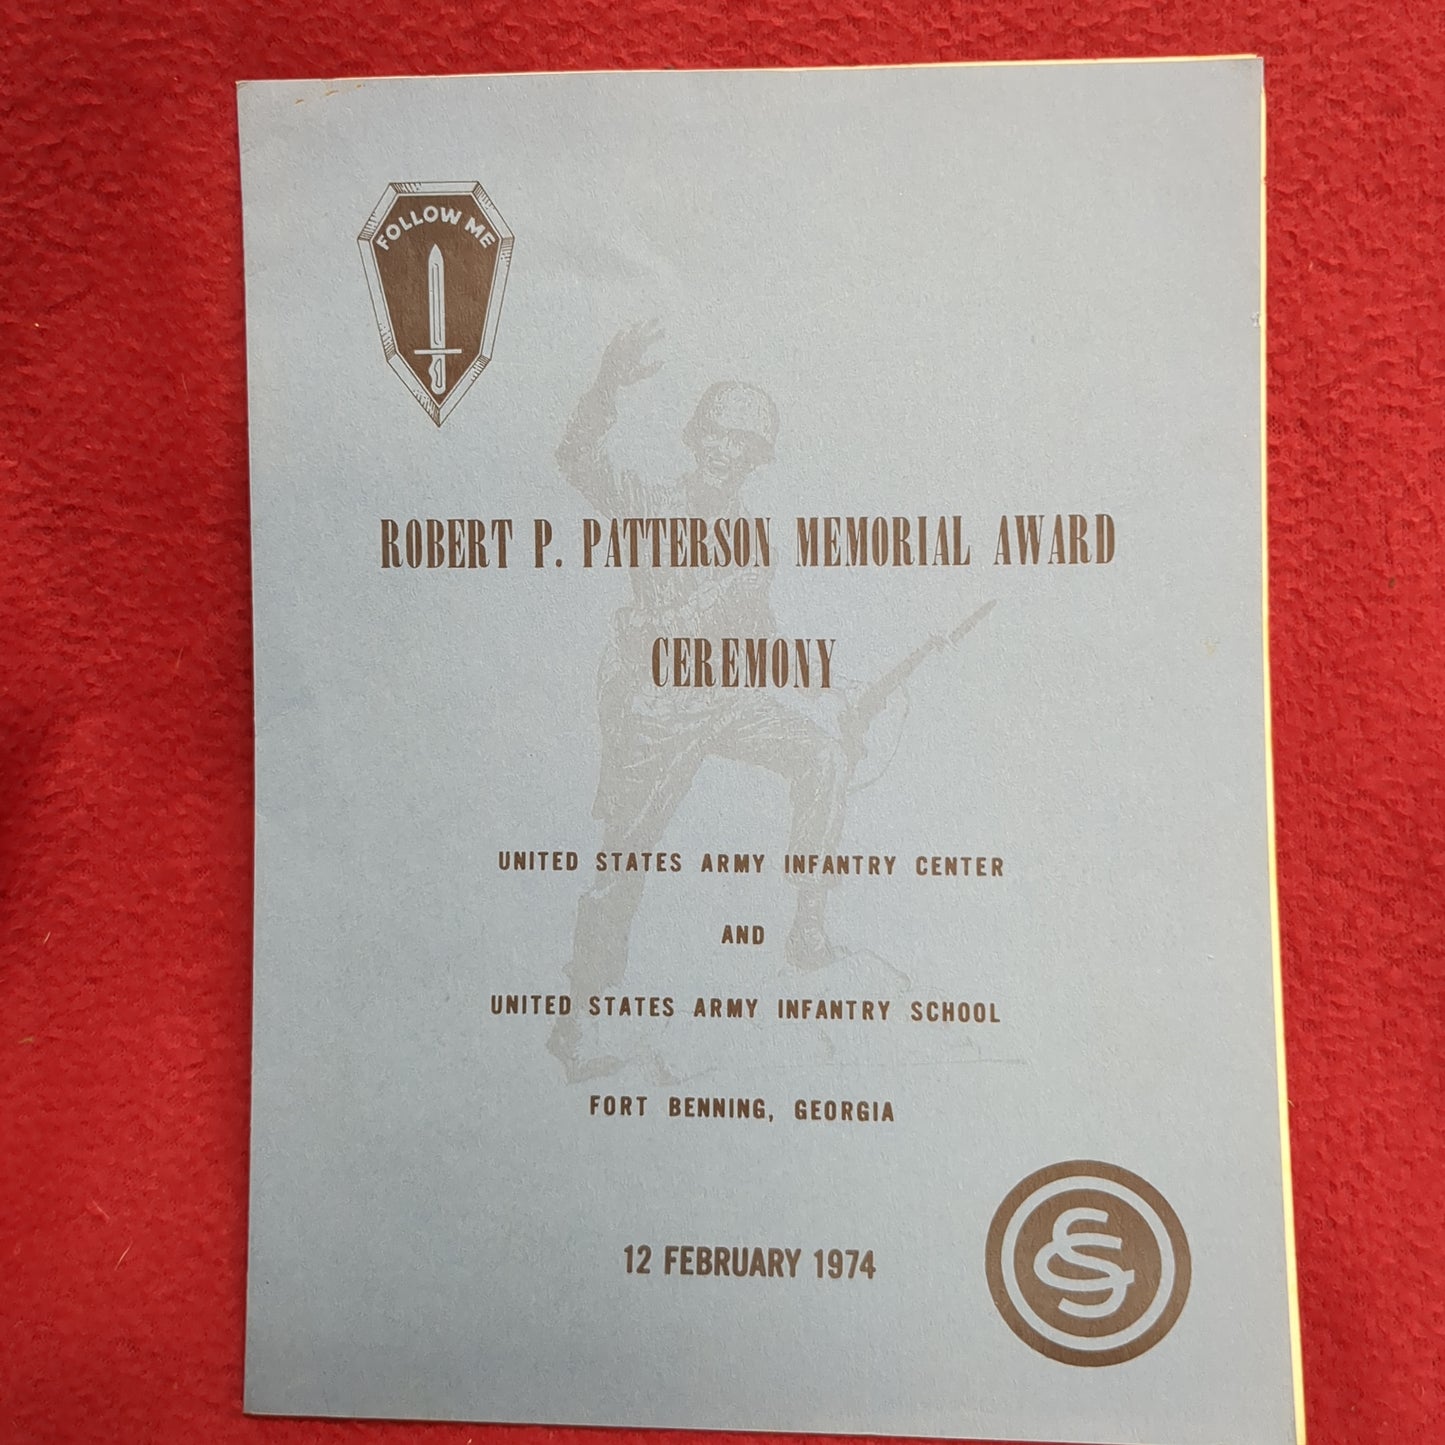 FOLLOW ME
ROBERT P. PATTERSON MEMORIAL AWARD
CEREMONY
UNITED STATES ARMY INFANTRY CENTER
AND
UNITED STATES ARMY INFANTRY SCHOOL
FORT BENNING, GEORGIA
12 FEBRUARY 1974
OCS